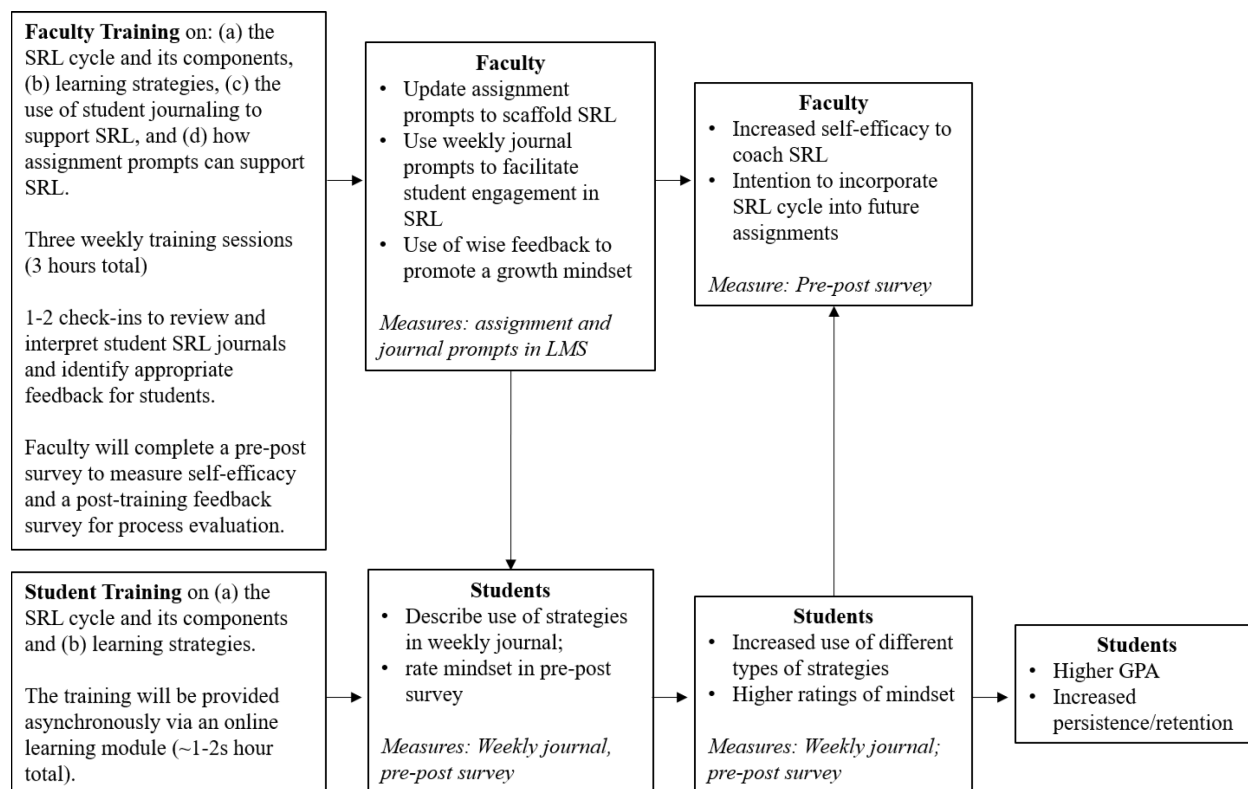 Faculty Training on: (a) the
SRL cycle and its components,
(b) learning strategies, (c) the
use of student journaling to
support SRL, and (d) how
assignment prompts can support
SRL.
Three weekly training sessions
(3 hours total)
1-2 check-ins to review and
interpret student SRL journals
and identify appropriate
feedback for students.
Faculty will complete a pre-post
survey to measure self-efficacy
and a post-training feedback
survey for process evaluation.
Faculty
• Update assignment
prompts to scaffold SRL
• Use weekly journal
prompts to facilitate
student engagement in
SRL
• Use of wise feedback to
promote a growth mindset
Measures: assignment and
journal prompts in LMS
Faculty
• Increased self-efficacy to
coach SRL
• Intention to incorporate
SRL cycle into future
assignments
Measure: Pre-post survey
Student Training on (a) the
SRL cycle and its components
and (b) learning strategies.
The training will be provided
asynchronously via an online
learning module (~1-2s hour
total).
Students
• Describe use of strategies
in weekly journal;
• rate mindset in pre-post
survey
Measures: Weekly journal,
pre-post survey
Students
• Increased use of different
types of strategies
• Higher ratings of mindset
Measures: Weekly journal;
pre-post survey
Students
• Higher GPA
• Increased
persistence/retention